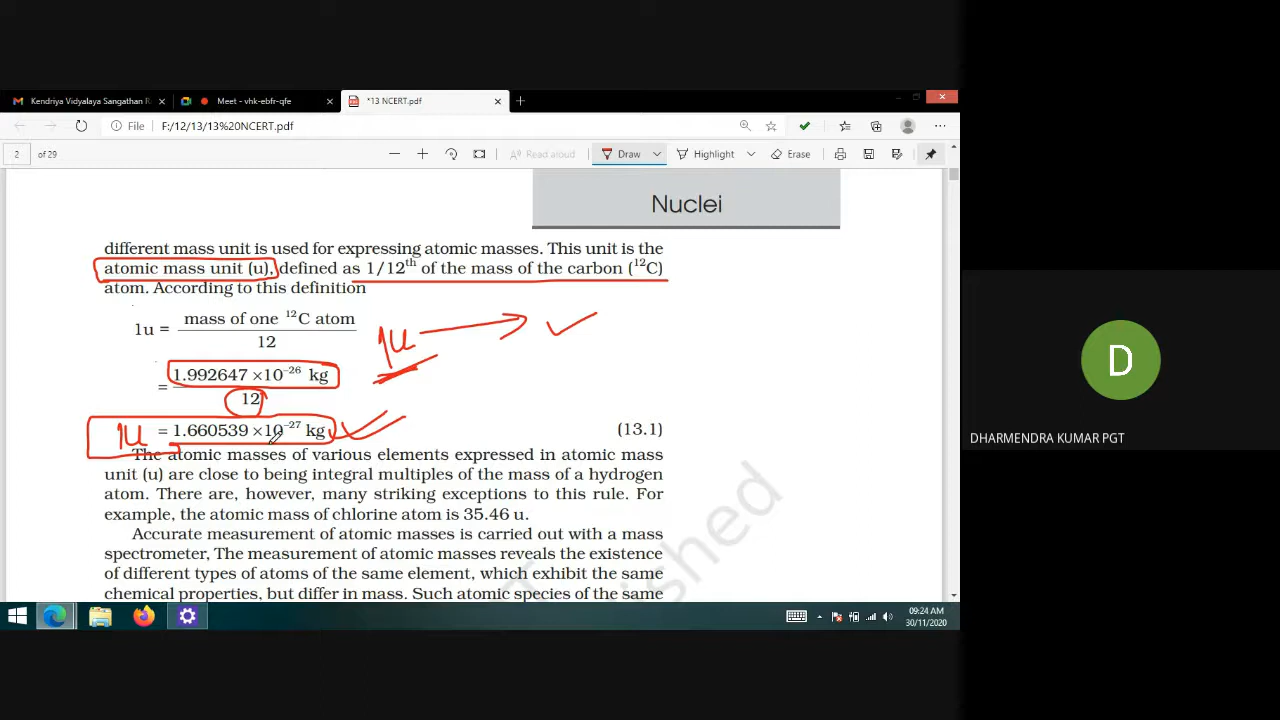 Kendriya Vidyalaya Sangathan R
Meet - vhk-ebfr-qfe
*13 NCERT.pdf
File
F:/12/13/13%20NCERT.pdf
2 of 29
Read aloud
Draw
Highlight
Erase
Nuclei
different mass unit is used for expressing atomic masses. This unit is the
atomic mass unit (u), defined as 1/12th of the mass of the carbon (¹²C)
atom. According to this definition
1u = mass of one ¹²C atom
12
1u
= 1.992647 ×10⁻²⁶ kg
12
1u = 1.660539 ×10⁻²⁷ kg (13.1)
The atomic masses of various elements expressed in atomic mass
unit (u) are close to being integral multiples of the mass of a hydrogen
atom. There are, however, many striking exceptions to this rule. For
example, the atomic mass of chlorine atom is 35.46 u.
Accurate measurement of atomic masses is carried out with a mass
spectrometer, The measurement of atomic masses reveals the existence
of different types of atoms of the same element, which exhibit the same
chemical properties, but differ in mass. Such atomic species of the same
D
DHARMENDRA KUMAR PGT
09:24 AM
30/11/2020